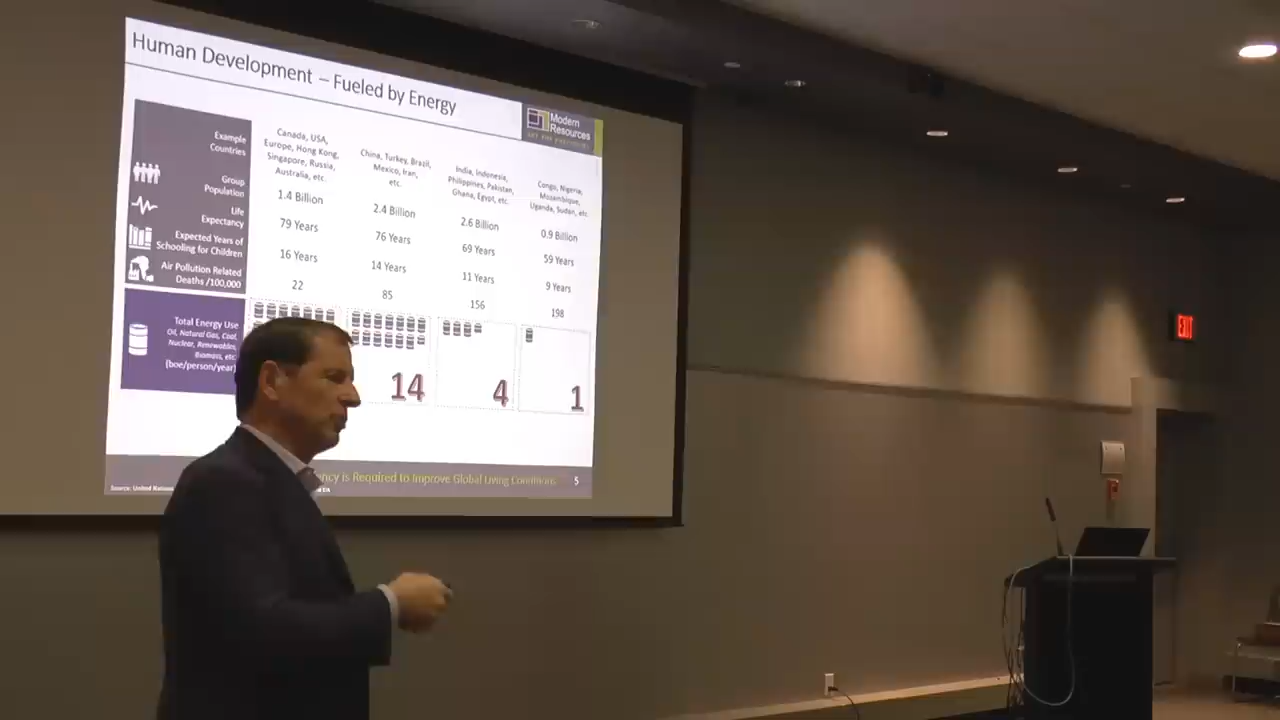 Human Development – Fueled by Energy
Modern
Resources
Example
Countries
Canada, USA,
Europe, Hong Kong,
Singapore, Russia,
Australia, etc.
China, Turkey, Brazil,
Mexico, Iran,
etc.
India, Indonesia,
Philippines, Pakistan,
Ghana, Egypt, etc.
Congo, Nigeria,
Mozambique,
Uganda, Sudan, etc.
Group
Population
1.4 Billion
2.4 Billion
2.6 Billion
0.9 Billion
Life
Expectancy
79 Years
76 Years
69 Years
59 Years
Expected Years of
Schooling for Children
16 Years
14 Years
11 Years
9 Years
Air Pollution Related
Deaths /100,000
22
85
156
198
Total Energy Use
Oil, Natural Gas, Coal,
Nuclear, Renewables,
Biomass, etc.
(boe/person/year)
14
4
1
is Required to Improve Global Living Conditions
5
Source: United
EXIT